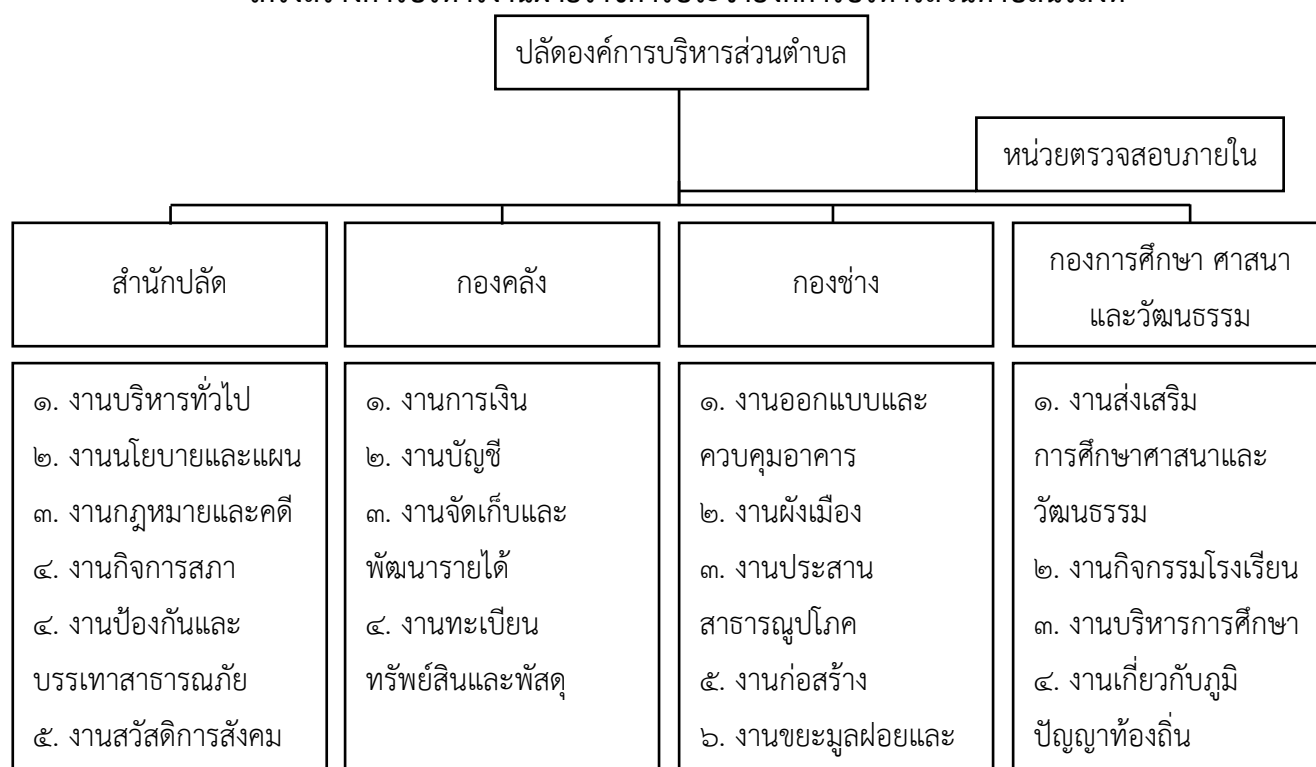 ปลัดองค์การบริหารส่วนตำบล
หน่วยตรวจสอบภายใน
สำนักปลัด
กองคลัง
กองช่าง
กองการศึกษา ศาสนา
และวัฒนธรรม
๑. งานบริหารทั่วไป
๒. งานนโยบายและแผน
๓. งานกฎหมายและคดี
๔. งานกิจการสภา
๔. งานป้องกันและ
บรรเทาสาธารณภัย
๕. งานสวัสดิการสังคม
๑. งานการเงิน
๒. งานบัญชี
๓. งานจัดเก็บและ
พัฒนารายได้
๔. งานทะเบียน
ทรัพย์สินและพัสดุ
๑. งานออกแบบและ
ควบคุมอาคาร
๒. งานผังเมือง
๓. งานประสาน
สาธารณูปโภค
๕. งานก่อสร้าง
๖. งานขยะมูลฝอยและ
๑. งานส่งเสริม
การศึกษาศาสนาและ
วัฒนธรรม
๒. งานกิจกรรมโรงเรียน
๓. งานบริหารการศึกษา
๔. งานเกี่ยวกับภูมิ
ปัญญาท้องถิ่น